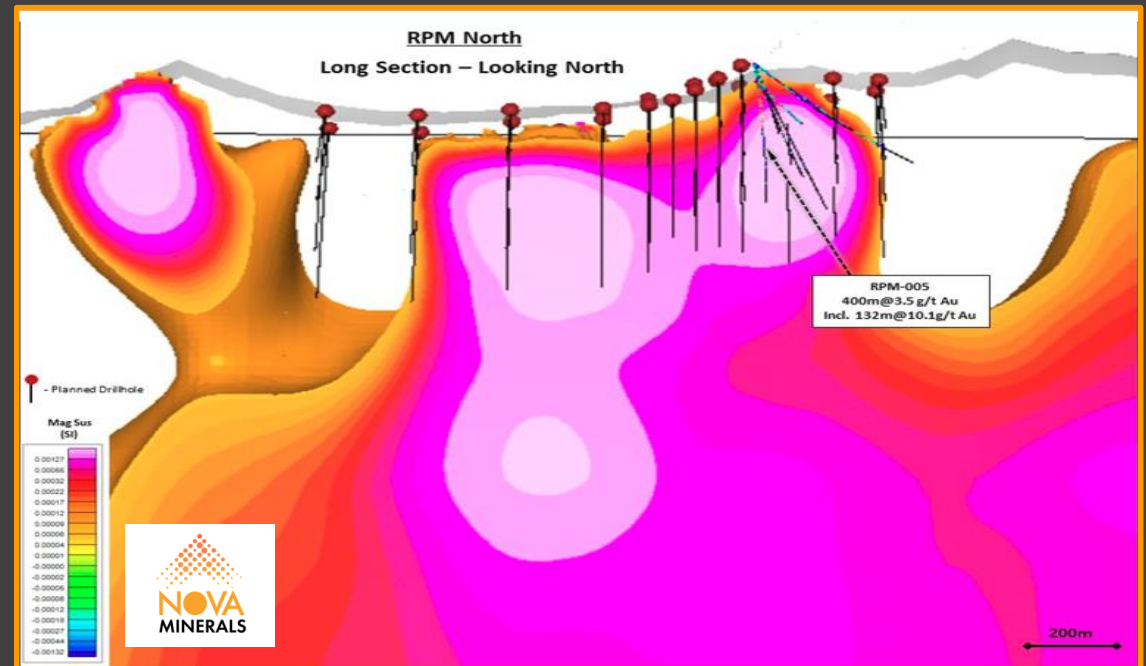 RPM North
Long Section – Looking North
RPM-005
400m@3.5 g/t Au
Incl. 132m@10.1g/t Au
- Planned Drillhole
Mag Sus
(SI)
0.00127
0.00055
0.00032
0.00022
0.00017
0.00012
0.00009
0.00006
0.00004
0.00001
-0.00000
-0.00002
-0.00005
-0.00008
-0.00012
-0.00018
-0.00027
-0.00044
-0.00132
NOVA
MINERALS
200m